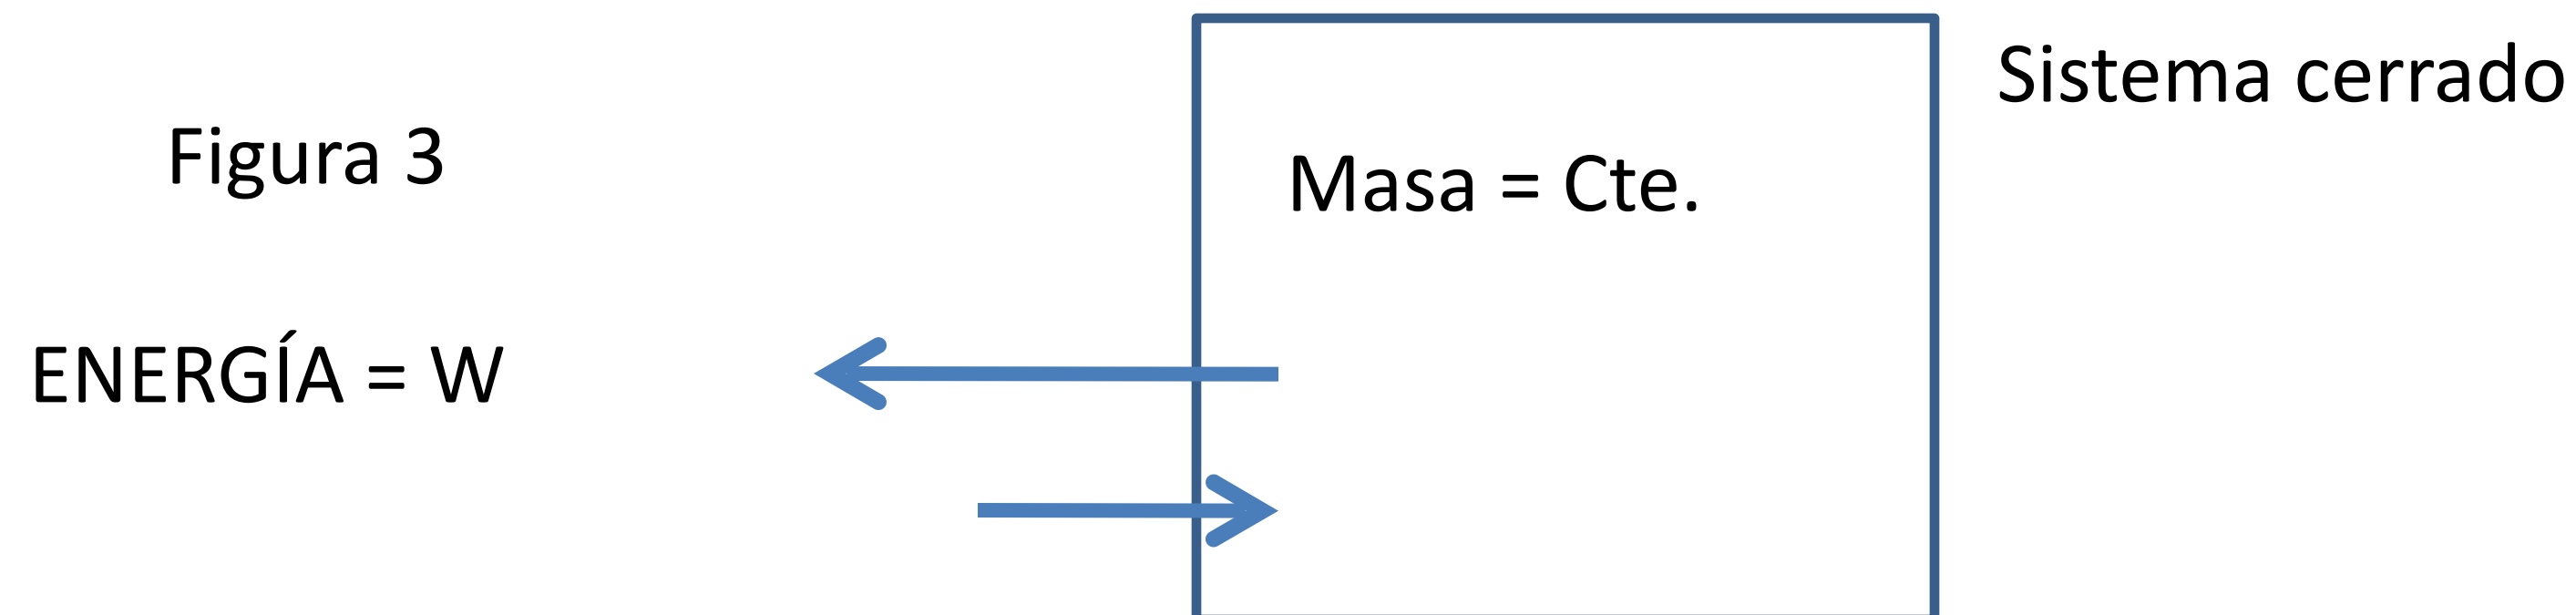 Sistema cerrado
Figura 3
Masa = Cte.
ENERGÍA = W